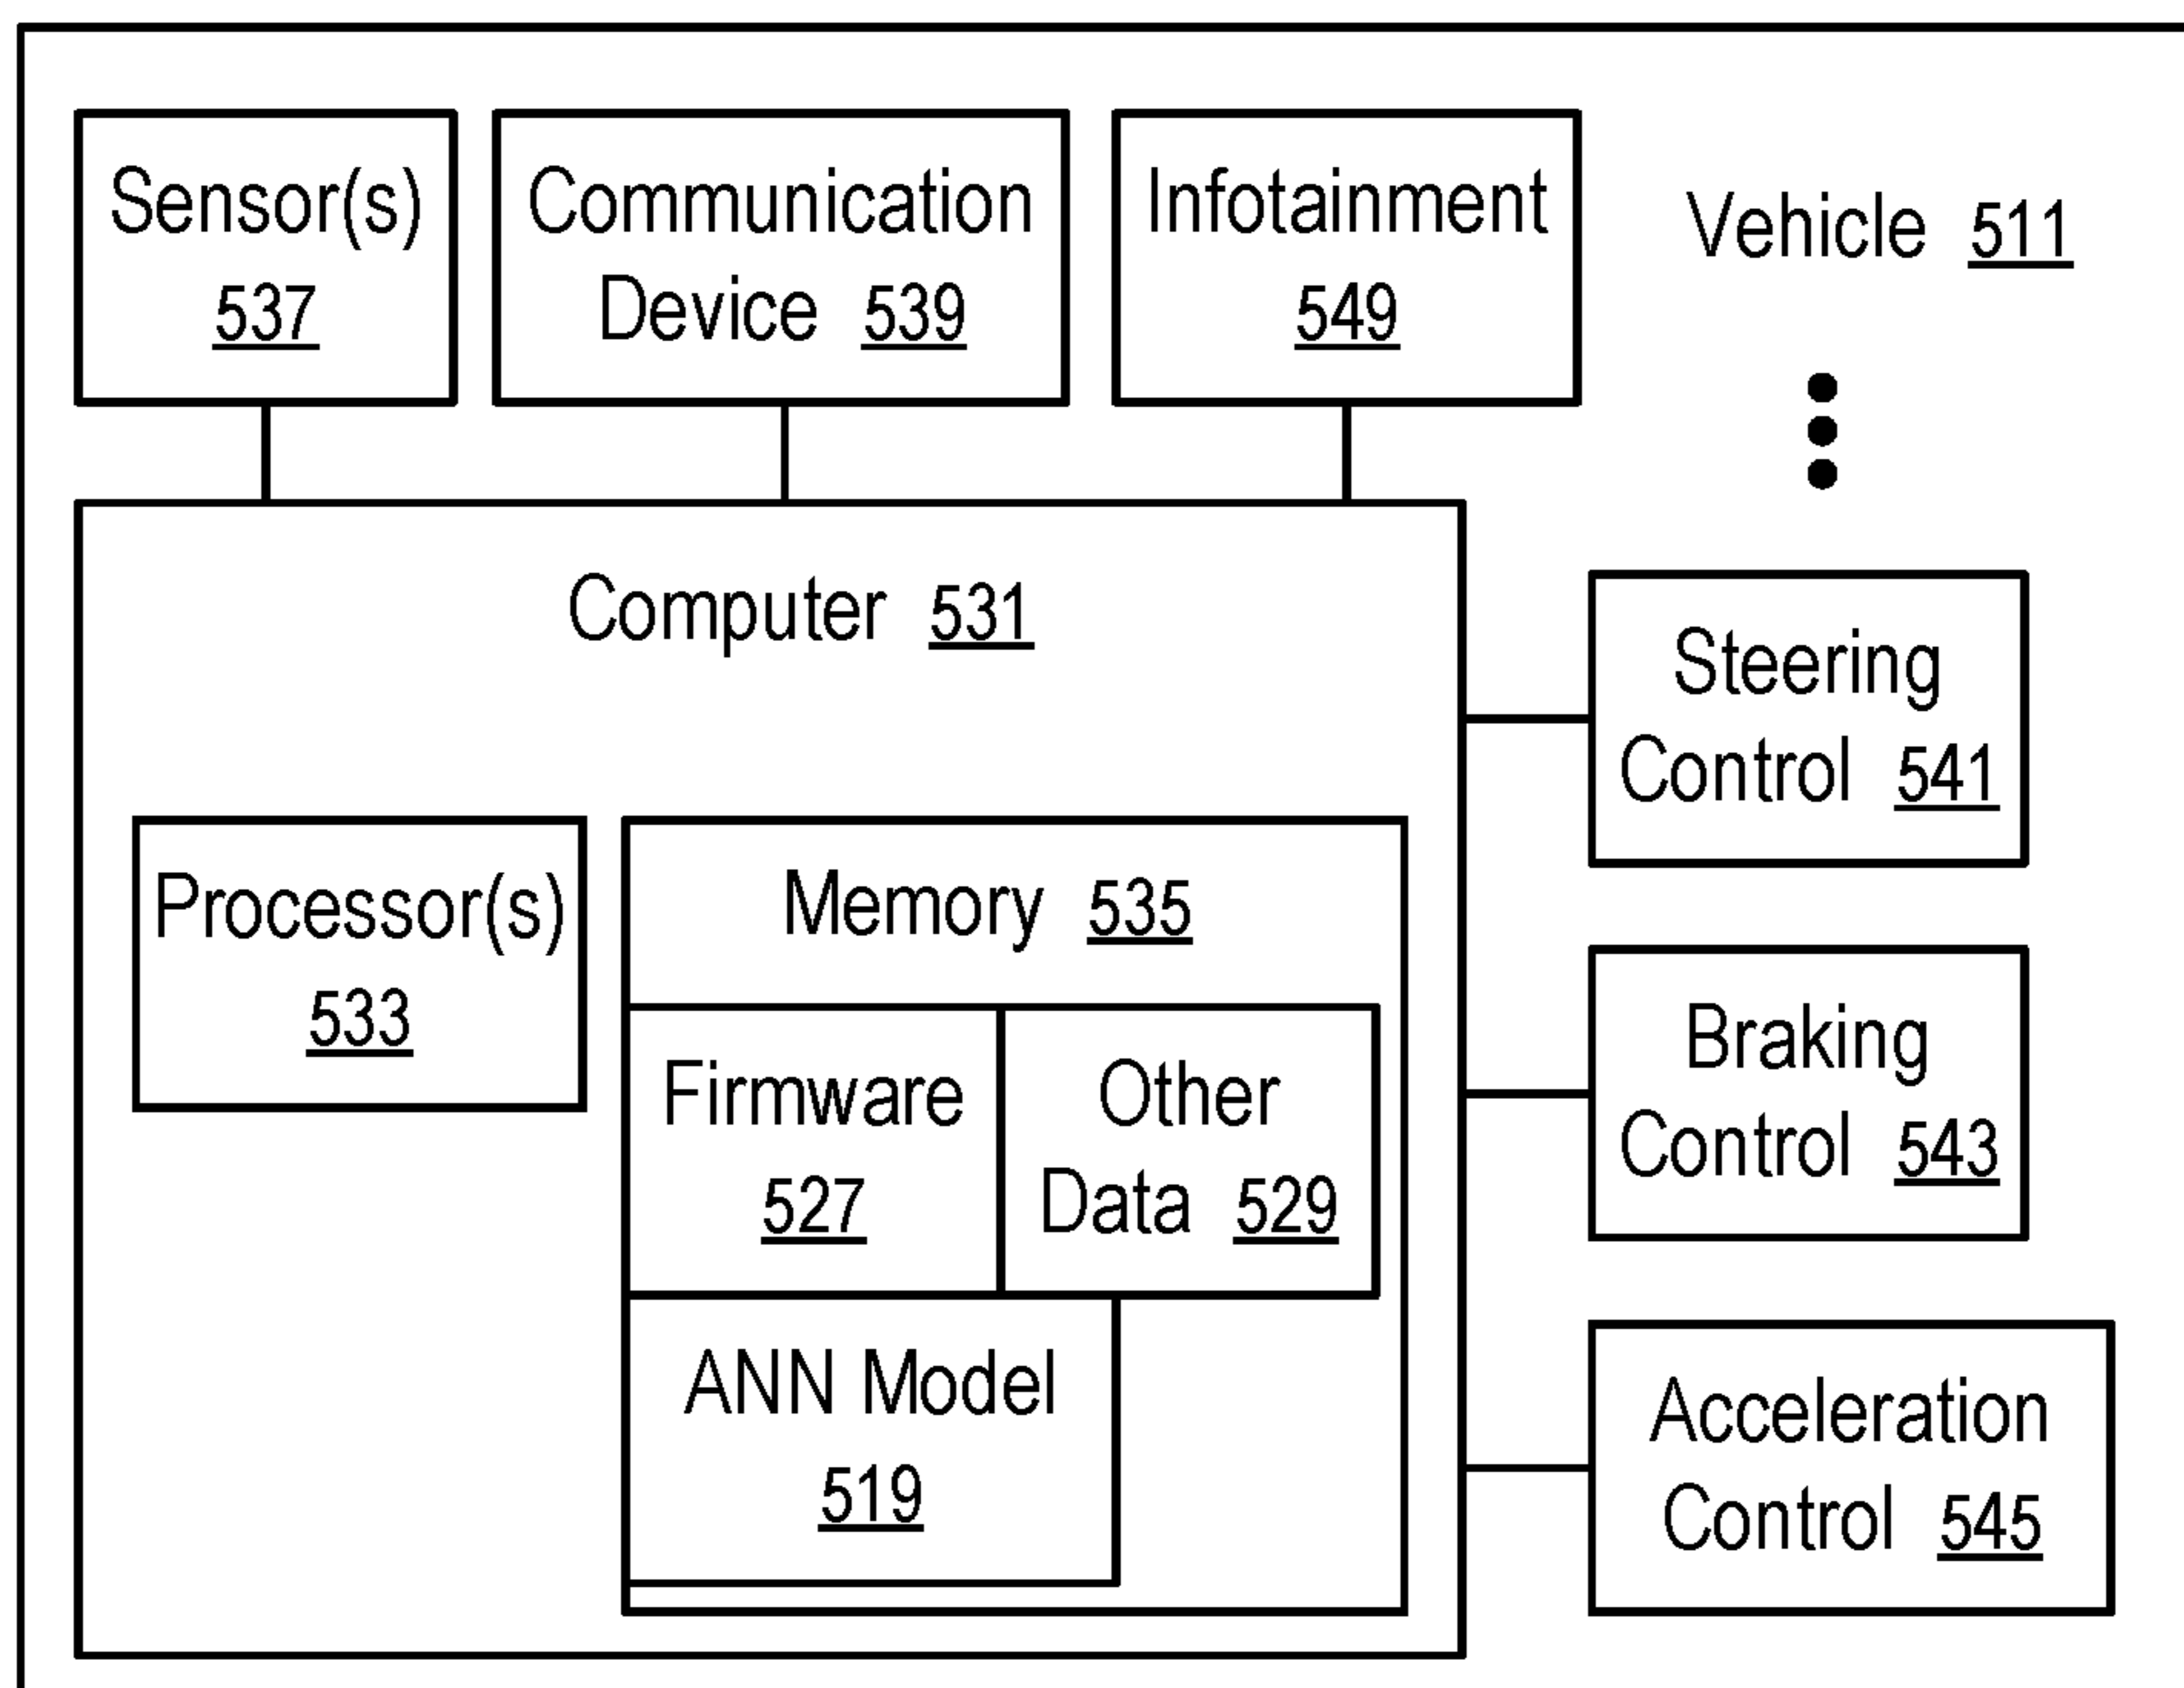 Sensor(s)
537
Communication
Device 539
Infotainment
549
Vehicle 511
Computer 531
Steering
Control 541
Processor(s)
533
Memory 535
Firmware
527
Other
Data 529
ANN Model
519
Braking
Control 543
Acceleration
Control 545